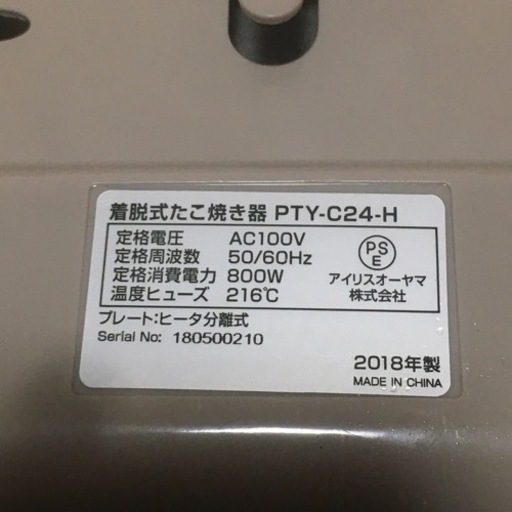 着脱式たこ焼き器 PTY-C24-H
定格電圧 AC100V
定格周波数 50/60Hz
定格消費電力 800W
温度ヒューズ 216℃
PS
E
アイリスオーヤマ
株式会社
プレート:ヒータ分離式
Serial No: 180500210
2018年製
MADE IN CHINA